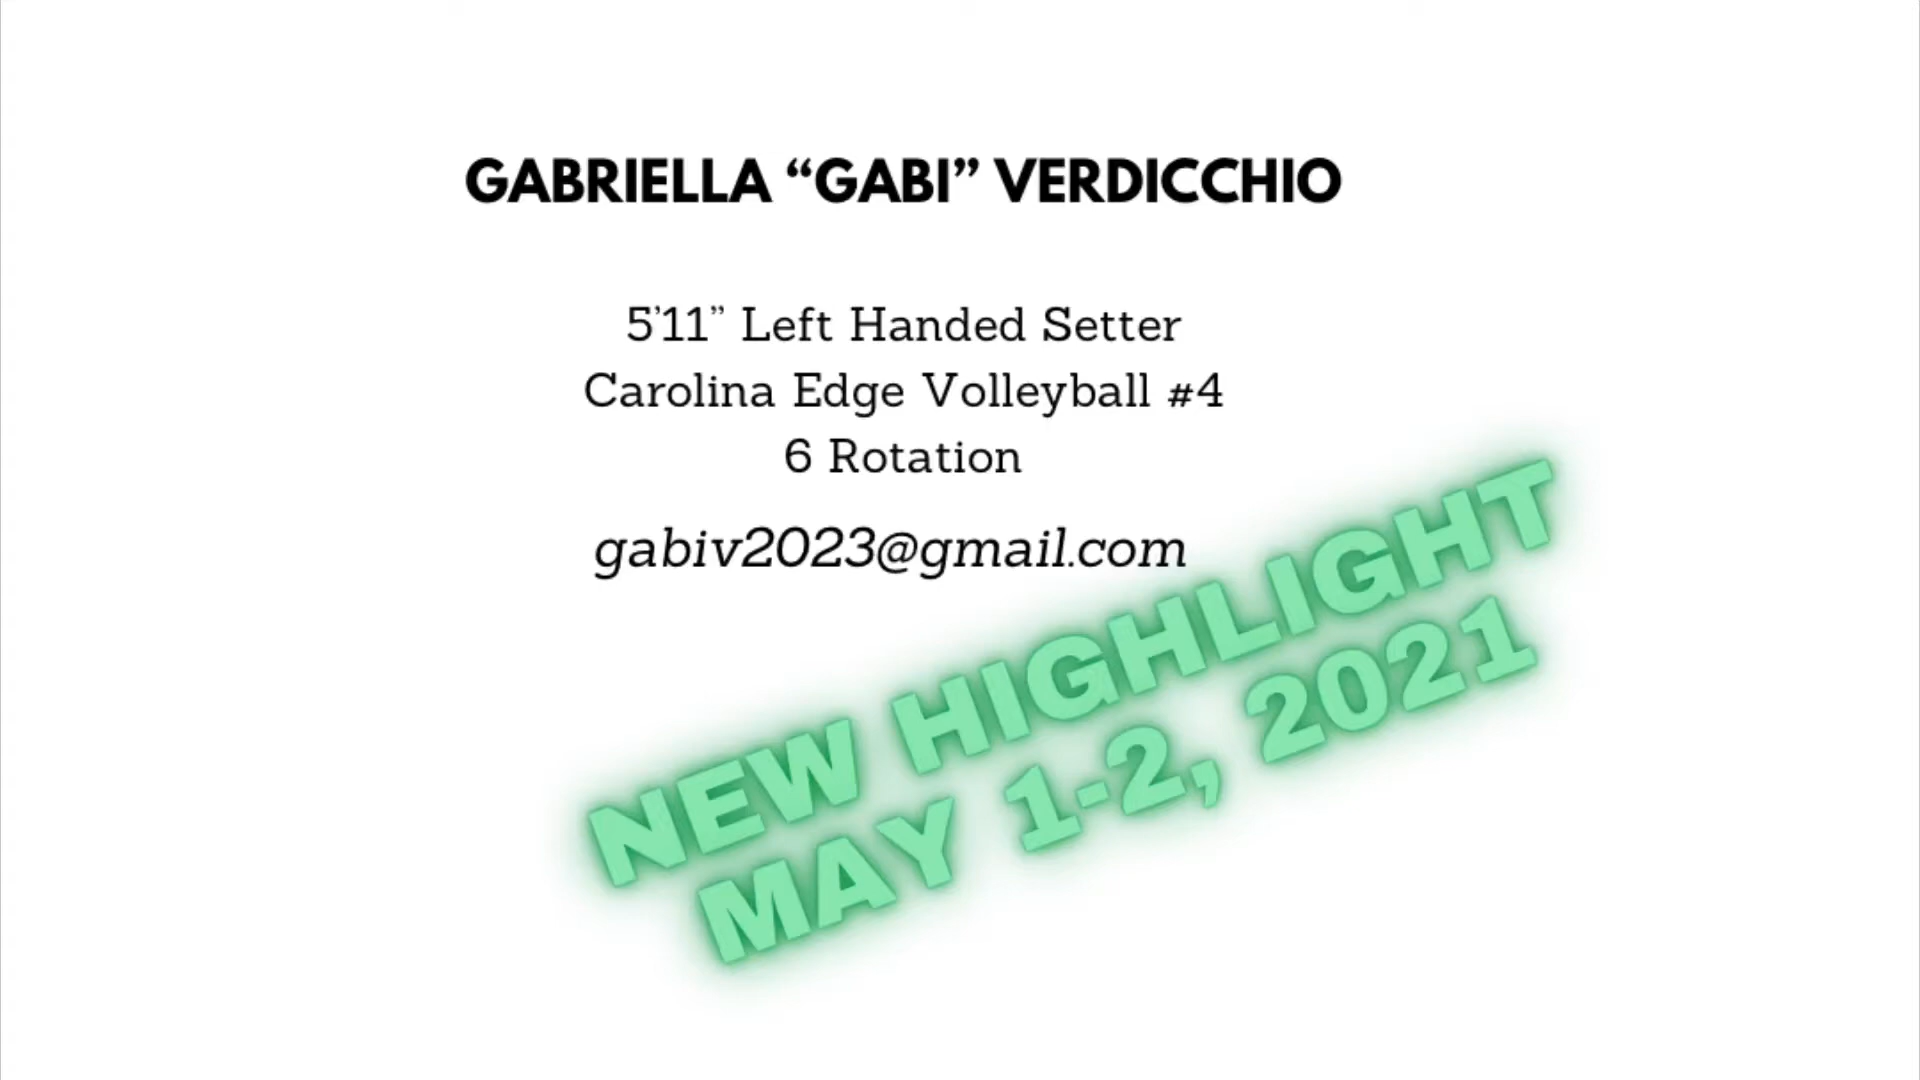 GABRIELLA “GABI” VERDICCHIO
5’11” Left Handed Setter
Carolina Edge Volleyball #4
6 Rotation
gabiv2023@gmail.com
NEW HIGHLIGHT
MAY 1-2, 2021